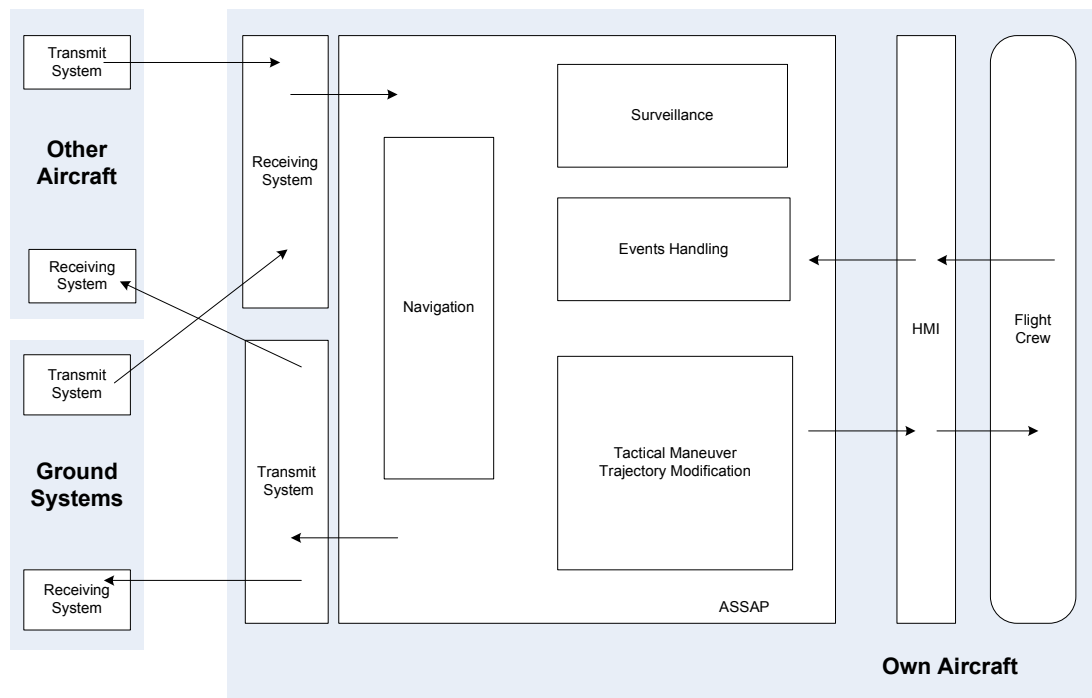 Transmit
System
Other
Aircraft
Receiving
System
Transmit
System
Ground
Systems
Receiving
System
Receiving
System
Transmit
System
Navigation
Surveillance
Events Handling
Tactical Maneuver
Trajectory Modification
ASSAP
HMI
Flight
Crew
Own Aircraft